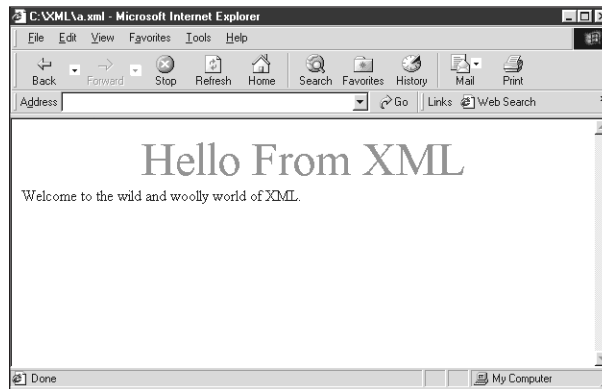 C:\XML\a.xml - Microsoft Internet Explorer
File Edit View Favorites Tools Help
Back Forward Stop Refresh Home Search Favorites History Mail Print
Address Go Links Web Search
Hello From XML
Welcome to the wild and woolly world of XML.
Done My Computer